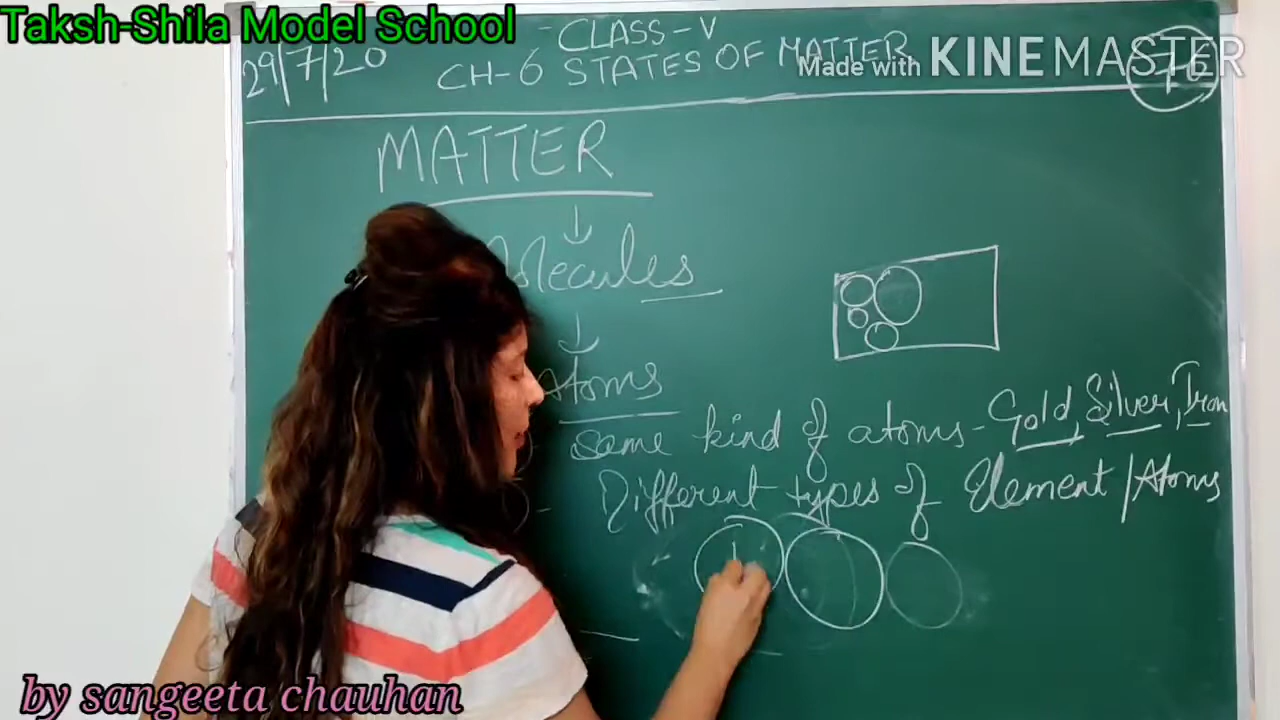 Taksh-Shila Model School
29/7/20
CLASS-V
CH-6 STATES OF MATTER
Made with KINEMASTER
MATTER
Molecules
Atoms
same kind of atoms - Gold, Silver, Iron
Different types of Element / Atoms
by sangeeta chauhan